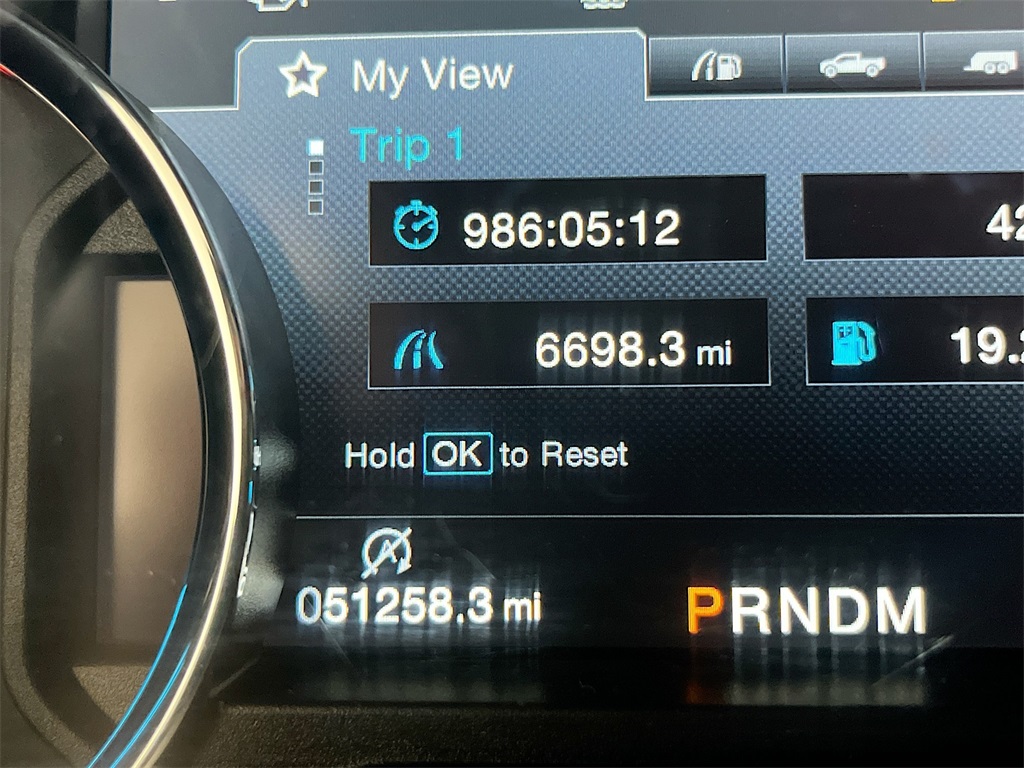 My View
Trip 1
986:05:12
42
6698.3 mi
19.
Hold OK to Reset
051258.3 mi
PRNDM